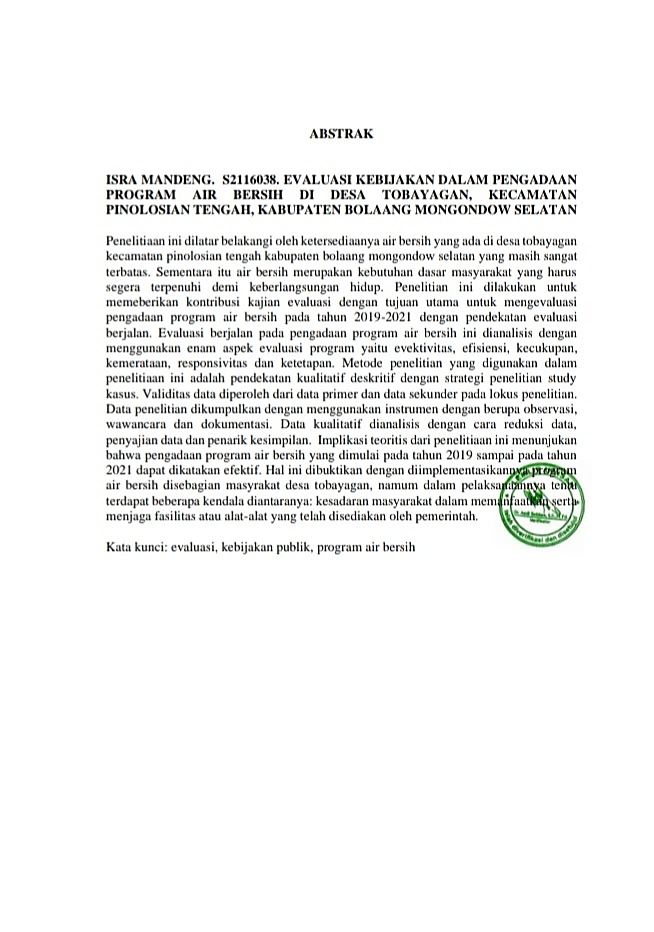 ABSTRAK
ISRA MANDENG. S2116038. EVALUASI KEBIJAKAN DALAM PENGADAAN
PROGRAM AIR BERSIH DI DESA TOBAYAGAN, KECAMATAN
PINOLOSIAN TENGAH, KABUPATEN BOLAANG MONGONDOW SELATAN
Penelitiaan ini dilatar belakangi oleh ketersediaanya air bersih yang ada di desa tobayagan
kecamatan pinolosian tengah kabupaten bolaang mongondow selatan yang masih sangat
terbatas. Sementara itu air bersih merupakan kebutuhan dasar masyarakat yang harus
segera terpenuhi demi keberlangsungan hidup. Penelitian ini dilakukan untuk
memeberikan kontribusi kajian evaluasi dengan tujuan utama untuk mengevaluasi
pengadaan program air bersih pada tahun 2019-2021 dengan pendekatan evaluasi
berjalan. Evaluasi berjalan pada pengadaan program air bersih ini dianalisis dengan
menggunakan enam aspek evaluasi program yaitu evektivitas, efisiensi, kecukupan,
kemerataan, responsivitas dan ketetapan. Metode penelitian yang digunakan dalam
penelitiaan ini adalah pendekatan kualitatif deskritif dengan strategi penelitian study
kasus. Validitas data diperoleh dari data primer dan data sekunder pada lokus penelitian.
Data penelitian dikumpulkan dengan menggunakan instrumen dengan berupa observasi,
wawancara dan dokumentasi. Data kualitatif dianalisis dengan cara reduksi data,
penyajian data dan penarik kesimpilan. Implikasi teoritis dari penelitiaan ini menunjukan
bahwa pengadaan program air bersih yang dimulai pada tahun 2019 sampai pada tahun
2021 dapat dikatakan efektif. Hal ini dibuktikan dengan diimplementasikannya program
air bersih disebagian masyrakat desa tobayagan, namum dalam pelaksanaannya tentu
terdapat beberapa kendala diantaranya: kesadaran masyarakat dalam memanfaatkan serta
menjaga fasilitas atau alat-alat yang telah disediakan oleh pemerintah.
Kata kunci: evaluasi, kebijakan publik, program air bersih